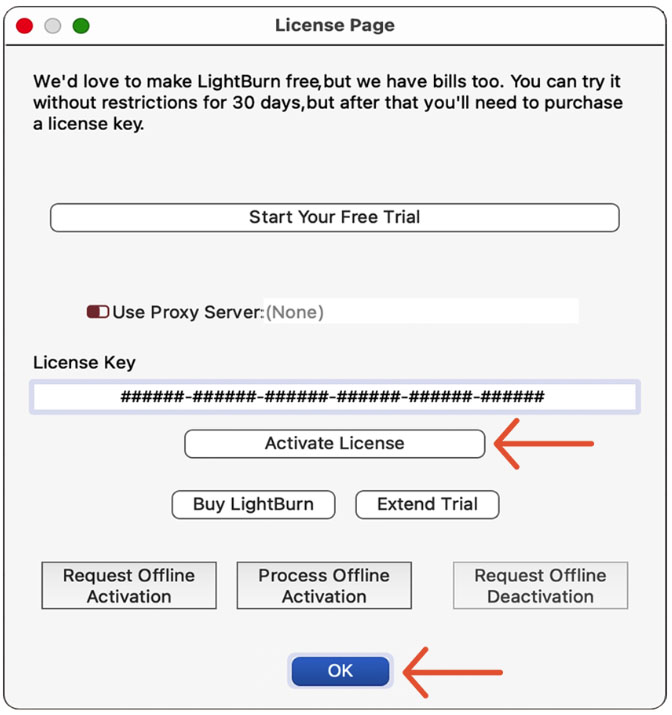 License Page
We'd love to make LightBurn free,but we have bills too. You can try it
without restrictions for 30 days,but after that you'll need to purchase
a license key.
Start Your Free Trial
Use Proxy Server:(None)
License Key
######-######-######-######-######-######
Activate License
Buy LightBurn Extend Trial
Request Offline Process Offline Request Offline
Activation Activation Deactivation
OK